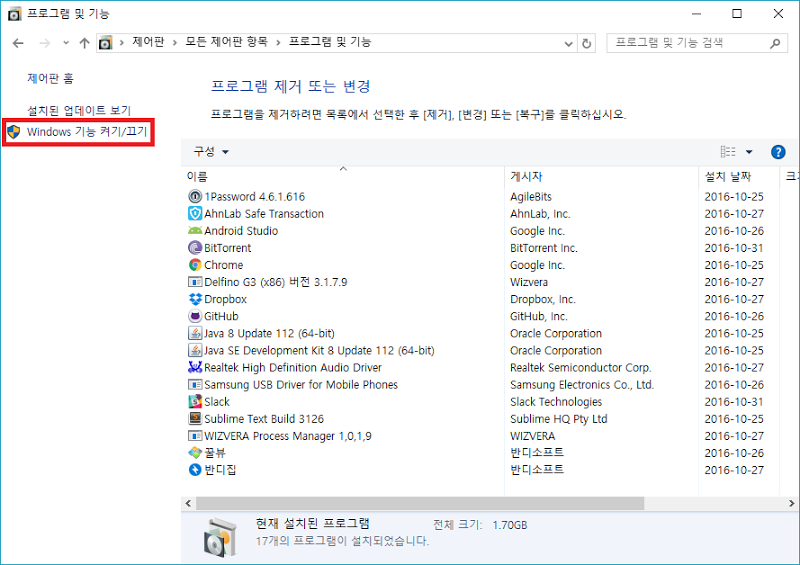 프로그램 및 기능
제어판 > 모든 제어판 항목 > 프로그램 및 기능
프로그램 및 기능 검색
제어판 홈
설치된 업데이트 보기
Windows 기능 켜기/끄기
프로그램 제거 또는 변경
프로그램을 제거하려면 목록에서 선택한 후 [제거], [변경] 또는 [복구]를 클릭하십시오.
구성
이름 게시자 설치 날짜 크기
1Password 4.6.1.616 AgileBits 2016-10-25
AhnLab Safe Transaction AhnLab, Inc. 2016-10-27
Android Studio Google Inc. 2016-10-26
BitTorrent BitTorrent Inc. 2016-10-31
Chrome Google Inc. 2016-10-25
Delfino G3 (x86) 버전 3.1.7.9 Wizvera 2016-10-27
Dropbox Dropbox, Inc. 2016-10-27
GitHub GitHub, Inc. 2016-10-26
Java 8 Update 112 (64-bit) Oracle Corporation 2016-10-25
Java SE Development Kit 8 Update 112 (64-bit) Oracle Corporation 2016-10-25
Realtek High Definition Audio Driver Realtek Semiconductor Corp. 2016-10-27
Samsung USB Driver for Mobile Phones Samsung Electronics Co., Ltd. 2016-10-26
Slack Slack Technologies 2016-10-31
Sublime Text Build 3126 Sublime HQ Pty Ltd 2016-10-25
WIZVERA Process Manager 1,0,1,9 WIZVERA 2016-10-27
꿀뷰 반디소프트 2016-10-26
반디집 반디소프트 2016-10-27
현재 설치된 프로그램 전체 크기: 1.70GB
17개의 프로그램이 설치되었습니다.